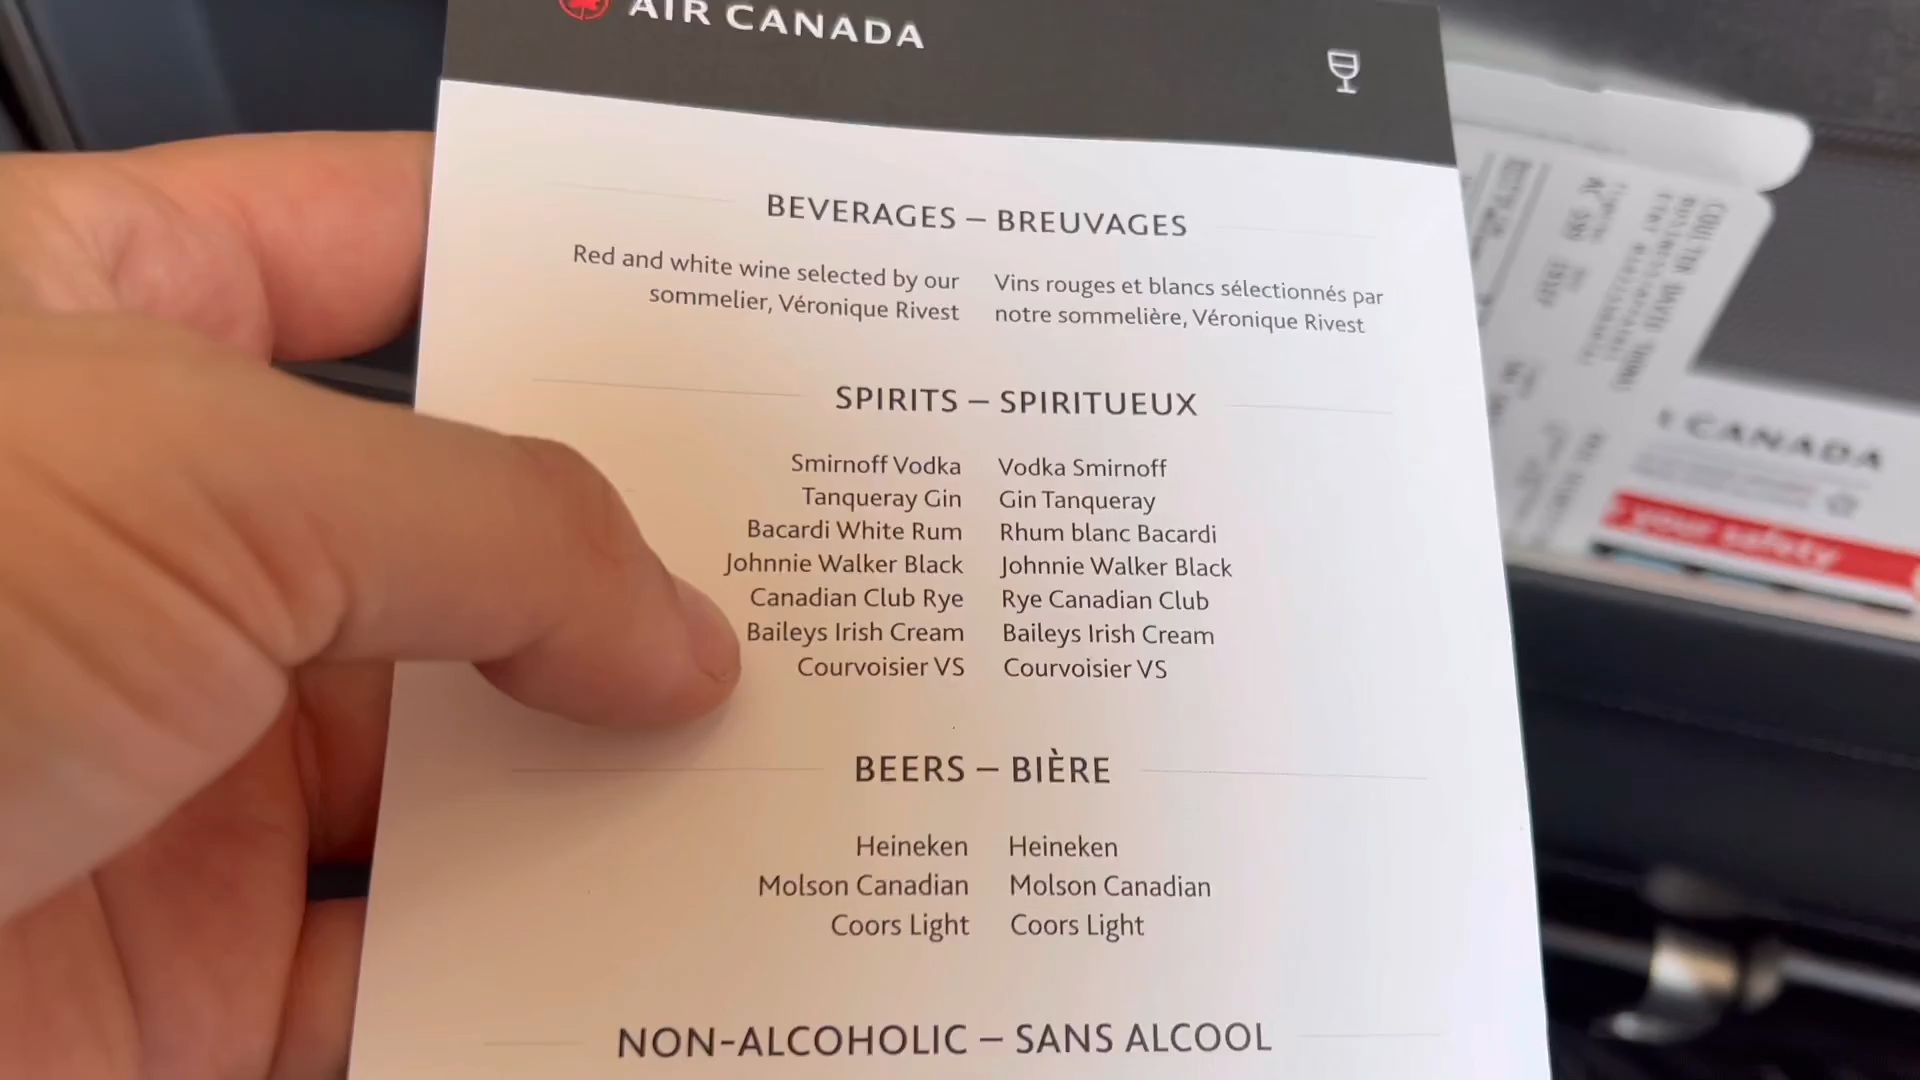 AIR CANADA
BEVERAGES – BREUVAGES
Red and white wine selected by our
sommelier, Véronique Rivest
Vins rouges et blancs sélectionnés par
notre sommelière, Véronique Rivest
SPIRITS – SPIRITUEUX
Smirnoff Vodka Vodka Smirnoff
Tanqueray Gin Gin Tanqueray
Bacardi White Rum Rhum blanc Bacardi
Johnnie Walker Black Johnnie Walker Black
Canadian Club Rye Rye Canadian Club
Baileys Irish Cream Baileys Irish Cream
Courvoisier VS Courvoisier VS
BEERS – BIÈRE
Heineken Heineken
Molson Canadian Molson Canadian
Coors Light Coors Light
NON-ALCOHOLIC – SANS ALCOOL
CANADA
your safety